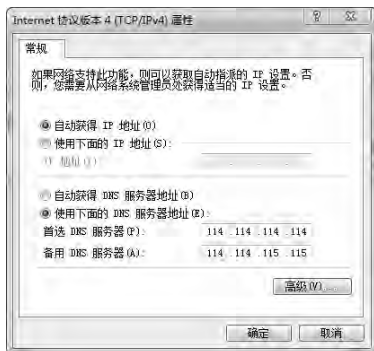 Internet 协议版本 4 (TCP/IPv4) 属性
常规
如果网络支持此功能，则可以获取自动指派的 IP 设置。否
则，您需要从网络系统管理员处获得适当的 IP 设置。
自动获得 IP 地址(O)
使用下面的 IP 地址(S):
IP 地址(I):
自动获得 DNS 服务器地址(B)
使用下面的 DNS 服务器地址(E):
首选 DNS 服务器(P): 114 .114 .114 .114
备用 DNS 服务器(A): 114 .114 .115 .115
高级(V)...
确定 取消